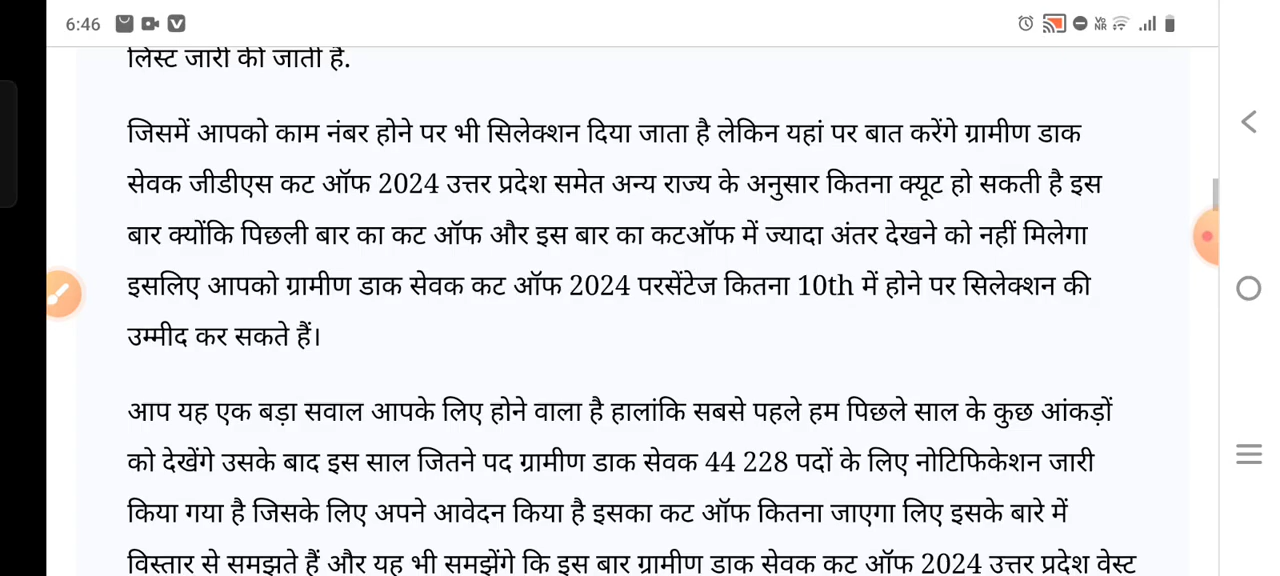 6:46
लिस्ट जारी की जाती है.
जिसमें आपको काम नंबर होने पर भी सिलेक्शन दिया जाता है लेकिन यहां पर बात करेंगे ग्रामीण डाक
सेवक जीडीएस कट ऑफ 2024 उत्तर प्रदेश समेत अन्य राज्य के अनुसार कितना क्यूट हो सकती है इस
बार क्योंकि पिछली बार का कट ऑफ और इस बार का कटऑफ में ज्यादा अंतर देखने को नहीं मिलेगा
इसलिए आपको ग्रामीण डाक सेवक कट ऑफ 2024 परसेंटेज कितना 10th में होने पर सिलेक्शन की
उम्मीद कर सकते हैं।
आप यह एक बड़ा सवाल आपके लिए होने वाला है हालांकि सबसे पहले हम पिछले साल के कुछ आंकड़ों
को देखेंगे उसके बाद इस साल जितने पद ग्रामीण डाक सेवक 44 228 पदों के लिए नोटिफिकेशन जारी
किया गया है जिसके लिए अपने आवेदन किया है इसका कट ऑफ कितना जाएगा लिए इसके बारे में
विस्तार से समझते हैं और यह भी समझेंगे कि इस बार ग्रामीण डाक सेवक कट ऑफ 2024 उत्तर प्रदेश वेस्ट